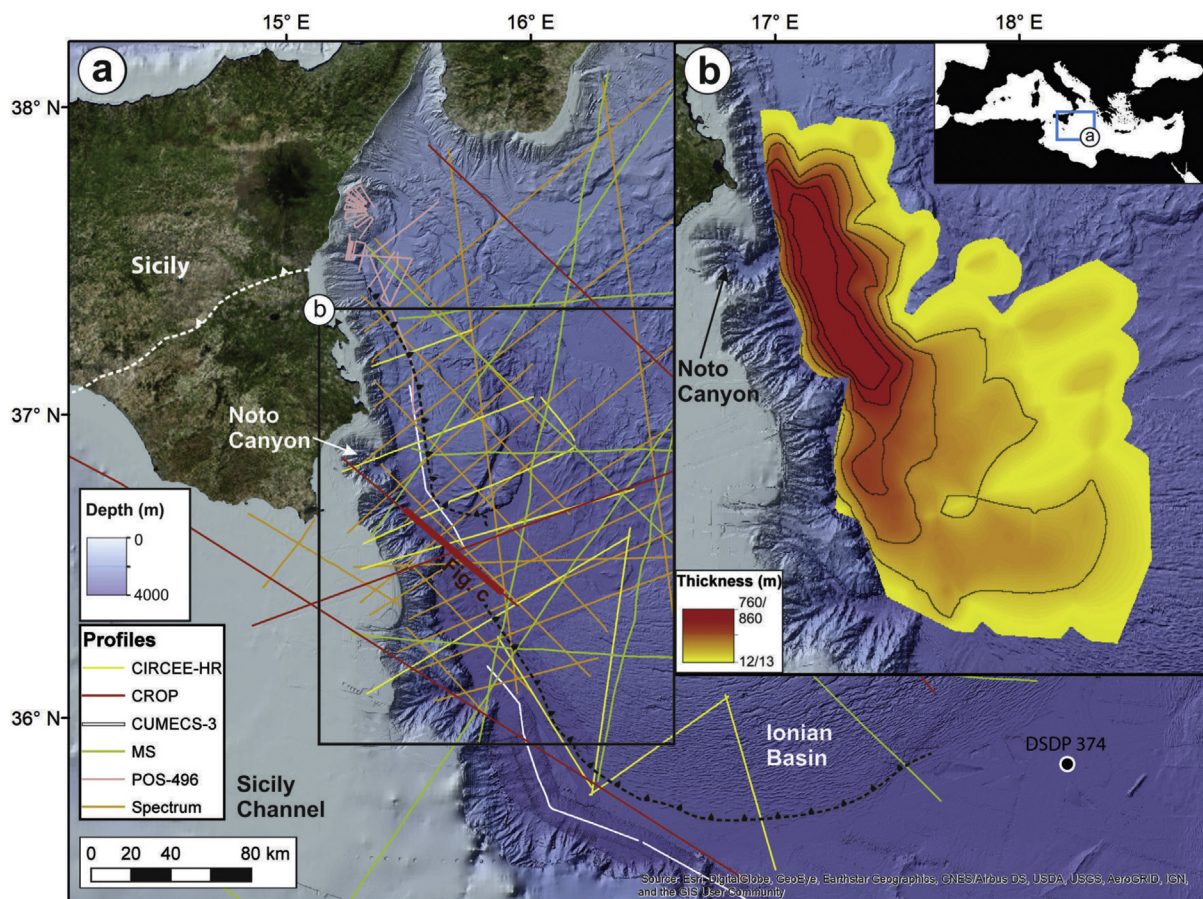 15° E
16° E
17° E
18° E
a
b
38° N
37° N
36° N
Sicily
b
Noto
Canyon
Noto
Canyon
a
Depth (m)
0
4000
Thickness (m)
760/
860
12/13
Fig. c
Profiles
CIRCEE-HR
CROP
CUMECS-3
MS
POS-496
Spectrum
Sicily
Channel
Ionian
Basin
DSDP 374
0 20 40 80 km
Source: Esri, DigitalGlobe, GeoEye, Earthstar Geographics, CNES/Airbus DS, USDA, USGS, AeroGRID, IGN,
and the GIS User Community